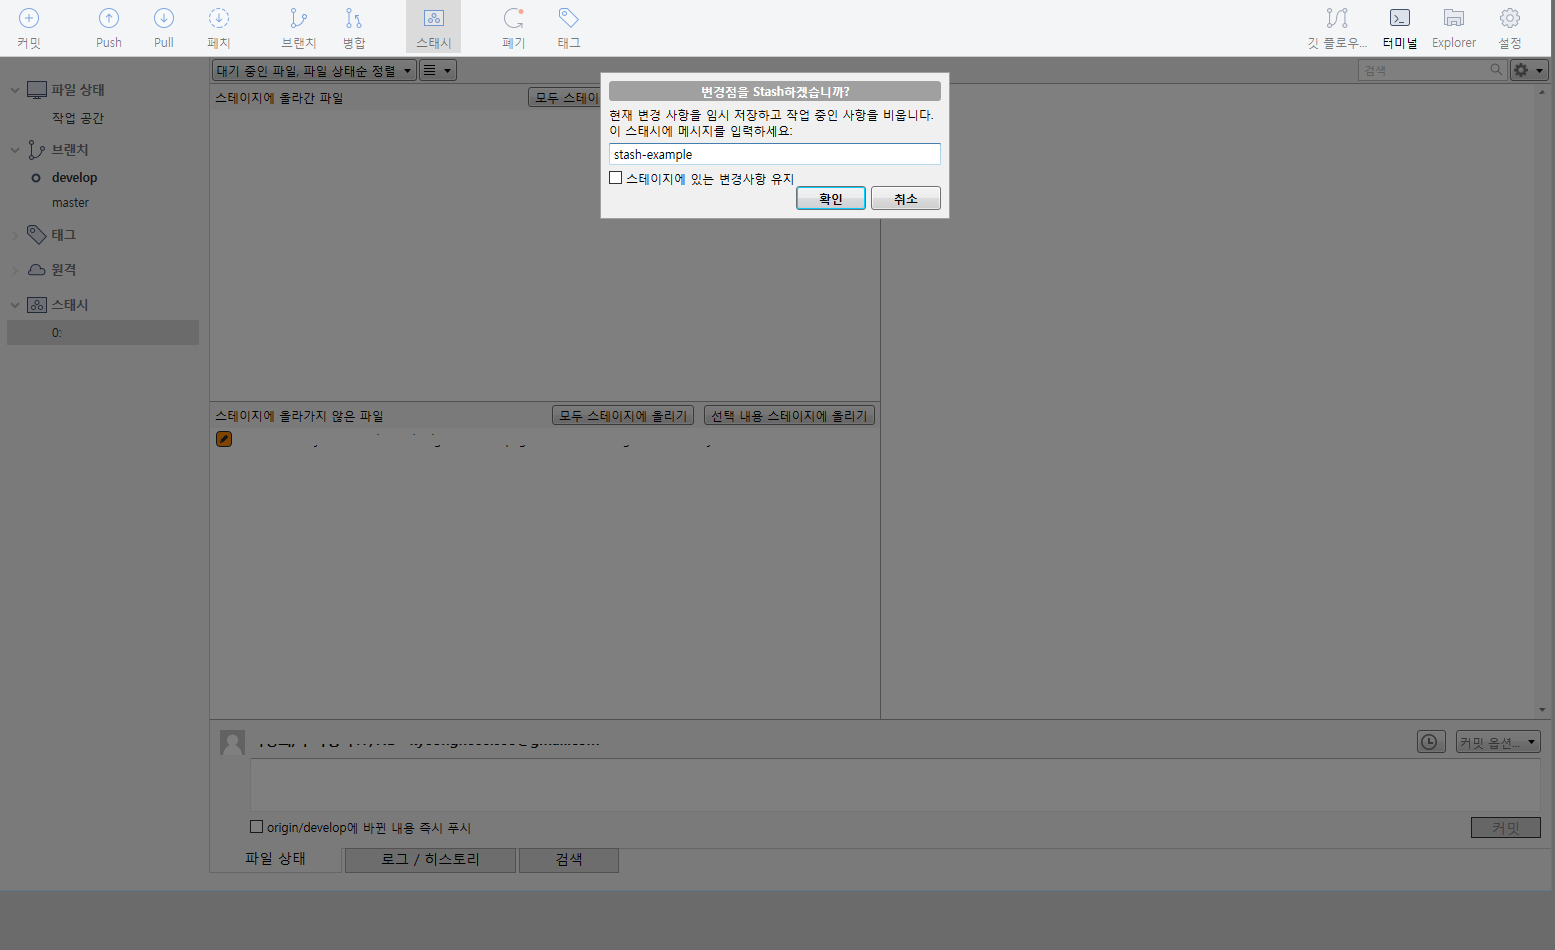 커밋
Push
Pull
페치
브랜치
병합
스태시
폐기
태그
깃 플로우...
터미널
Explorer
설정
파일 상태
작업 공간
브랜치
develop
master
태그
원격
스태시
0:
대기 중인 파일, 파일 상태순 정렬
검색
스테이지에 올라간 파일
모두 스테이
변경점을 Stash하겠습니까?
현재 변경 사항을 임시 저장하고 작업 중인 사항을 비웁니다.
이 스태시에 메시지를 입력하세요:
stash-example
스테이지에 있는 변경사항 유지
확인
취소
스테이지에 올라가지 않은 파일
모두 스테이지에 올리기
선택 내용 스테이지에 올리기
커밋 옵션...
origin/develop에 바뀐 내용 즉시 푸시
커밋
파일 상태
로그 / 히스토리
검색